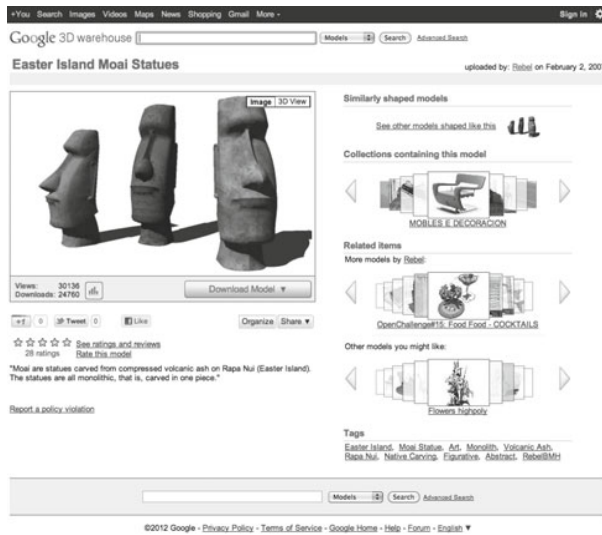 +You Search Images Videos Maps News Shopping Gmail More Sign in
Google 3D warehouse Models Search Advanced Search
Easter Island Moai Statues
uploaded by: Rebel on February 2, 200
Image 3D View
Similarly shaped models
See other models shaped like this
Collections containing this model
MOBLES E DECORACION
Related items
More models by Rebel:
OpenChallenge#15: Food Food - COCKTAILS
Other models you might like:
Flowers highpoly
Tags
Easter Island, Moai Statue, Art, Monolith, Volcanic Ash,
Rapa Nui, Native Carving, Figurative, Abstract, RebelBMH
Views: 30136
Downloads: 24760
Download Model ▼
+1 0 Tweet 0 Like Organize Share ▼
28 ratings
See ratings and reviews
Rate this model
"Moai are statues carved from compressed volcanic ash on Rapa Nui (Easter Island).
The statues are all monolithic, that is, carved in one piece."
Report a policy violation
Models Search Advanced Search
©2012 Google - Privacy Policy - Terms of Service - Google Home - Help - Forum - English ▼